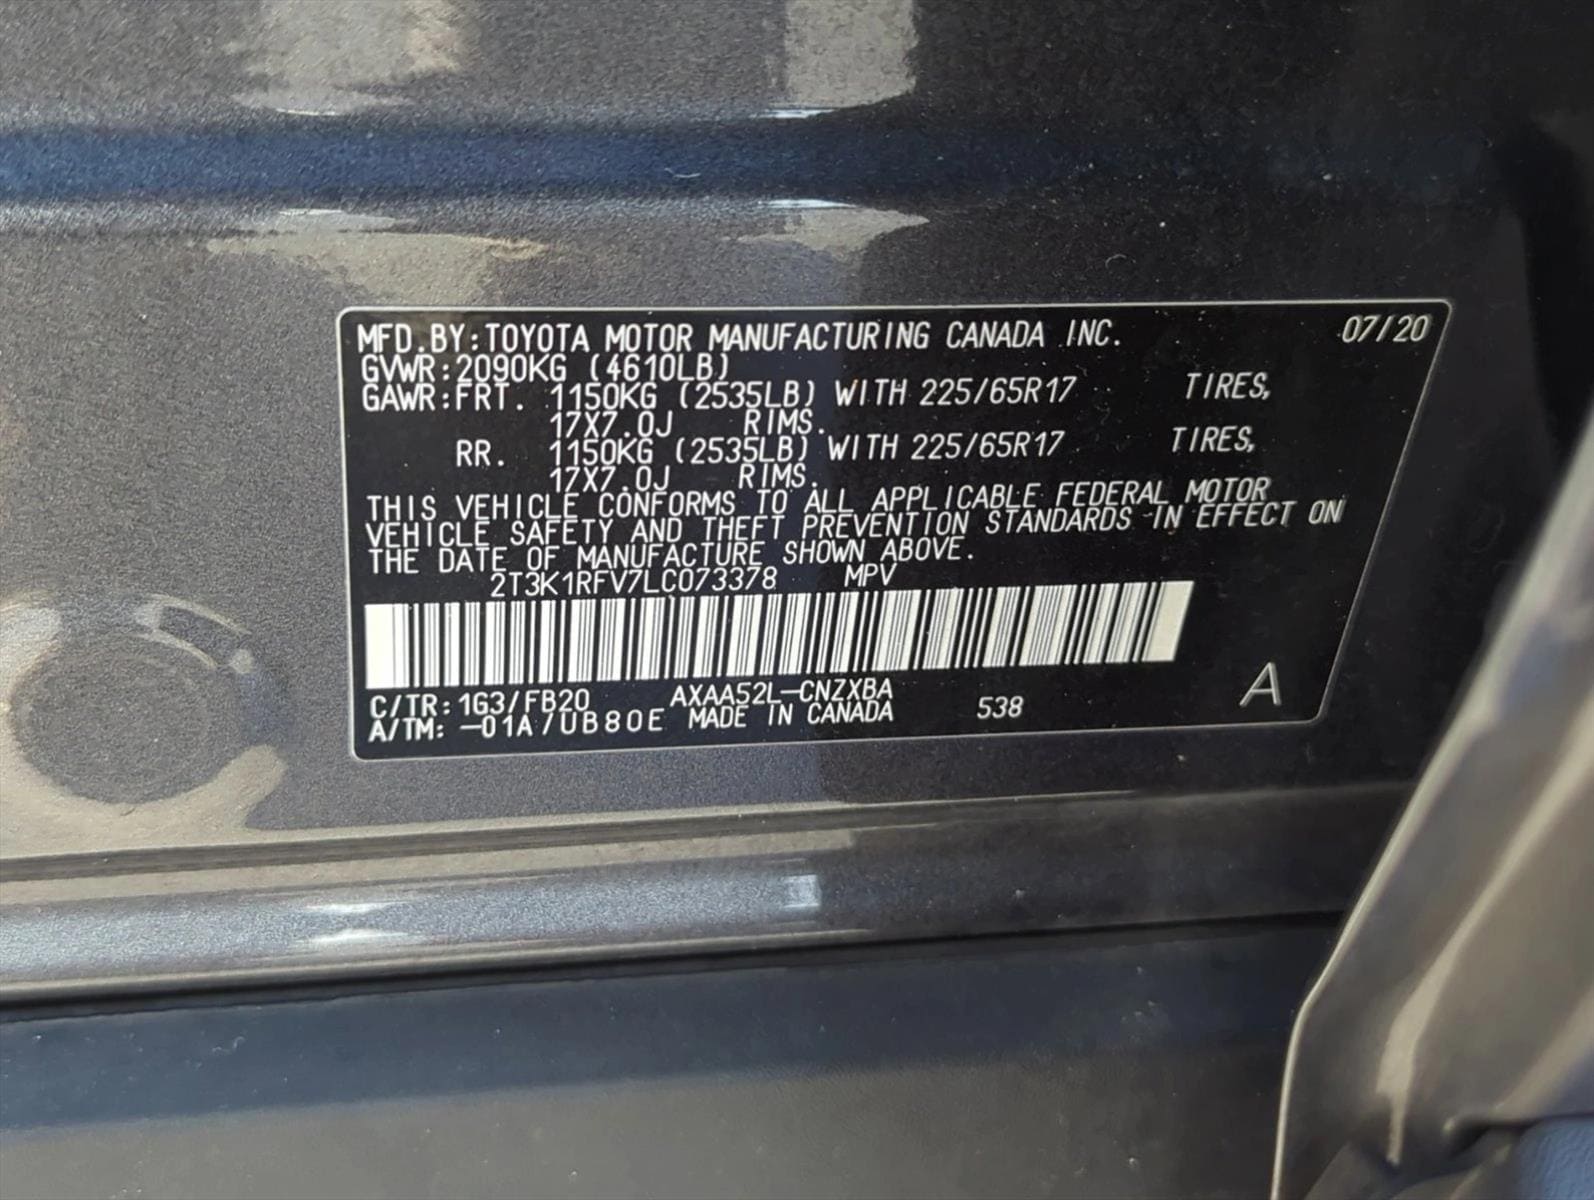 MFD.BY:TOYOTA MOTOR MANUFACTURING CANADA INC. 07/20
GVWR:2090KG (4610LB)
GAWR:FRT. 1150KG (2535LB) WITH 225/65R17 TIRES,
17X7.0J RIMS.
RR. 1150KG (2535LB) WITH 225/65R17 TIRES,
17X7.0J RIMS.
THIS VEHICLE CONFORMS TO ALL APPLICABLE FEDERAL MOTOR
VEHICLE SAFETY AND THEFT PREVENTION STANDARDS IN EFFECT ON
THE DATE OF MANUFACTURE SHOWN ABOVE.
2T3K1RFV7LC073378 MPV
C/TR: 1G3/FB20 AXAA52L-CNZXBA
A/TM: -01A/UB80E MADE IN CANADA 538 A